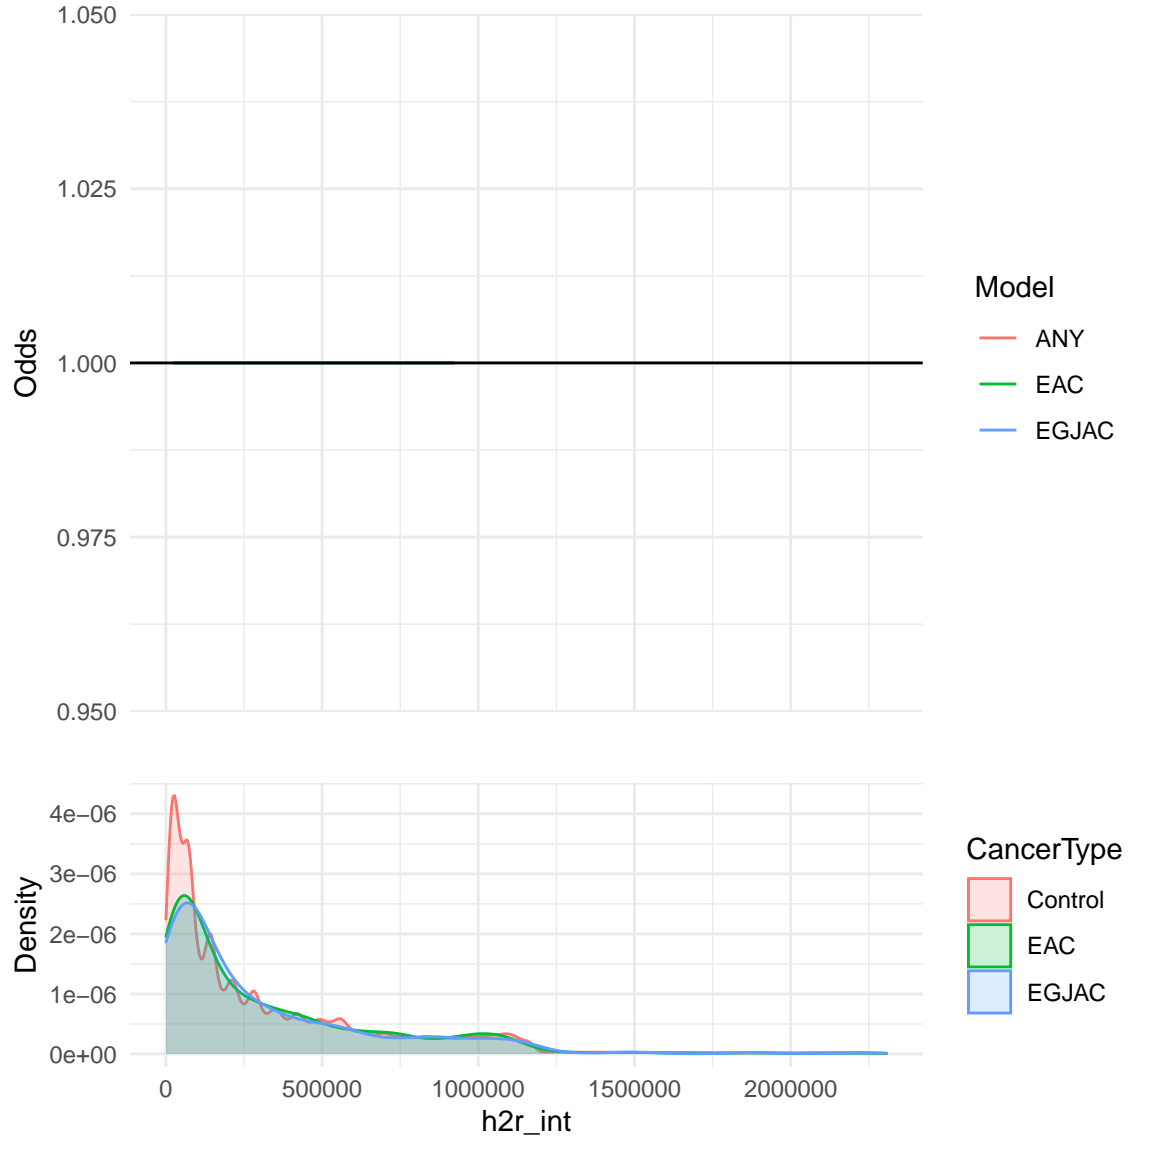 1.050
1.025
1.000
0.975
0.950
Odds
Model
ANY
EAC
EGJAC
4e−06
3e−06
2e−06
1e−06
0e+00
Density
0
500000
1000000
1500000
2000000
h2r_int
CancerType
Control
EAC
EGJAC